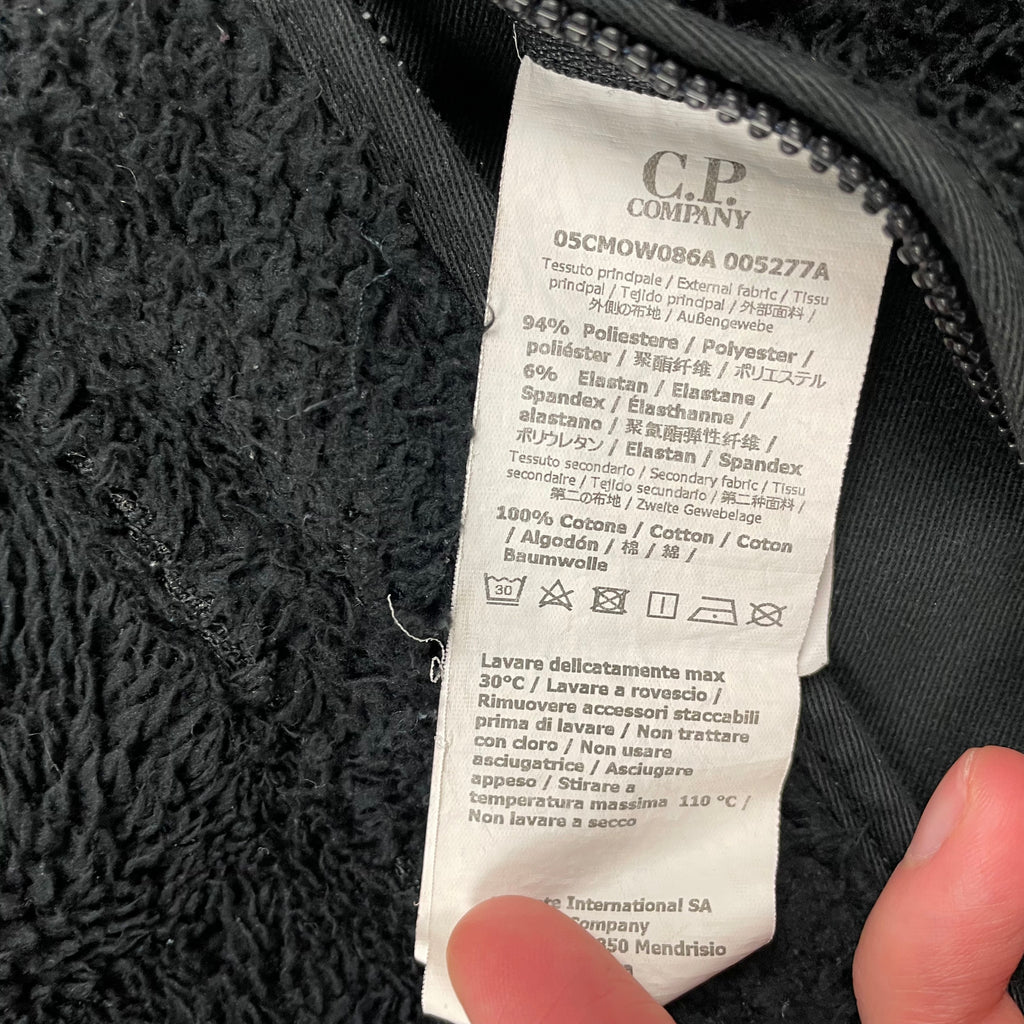 C.P.
COMPANY
05CMOW086A 005277A
Tessuto principale / External fabric / Tissu
principal / Tejido principal / 外部面料 /
外側の布地 / Außengewebe
94% Poliestere / Polyester /
poliéster / 聚酯纤维 / ポリエステル
6% Elastan / Elastane /
Spandex / Élasthanne /
elastano / 聚氨酯弹性纤维 /
ポリウレタン / Elastan / Spandex
Tessuto secondario / Secondary fabric / Tissu
secondaire / Tejido secundario / 第二种面料 /
第二の布地 / Zweite Gewebelage
100% Cotone / Cotton / Coton
/ Algodón / 棉 / 綿 /
Baumwolle
30
Lavare delicatamente max
30°C / Lavare a rovescio /
Rimuovere accessori staccabili
prima di lavare / Non trattare
con cloro / Non usare
asciugatrice / Asciugare
appeso / Stirare a
temperatura massima 110 °C /
Non lavare a secco
International SA
Company
Mendrisio